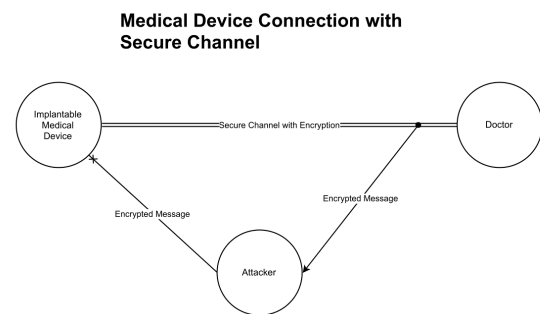 Medical Device Connection with
Secure Channel
Implantable
Medical
Device
Secure Channel with Encryption
Doctor
Encrypted Message
Encrypted Message
Attacker